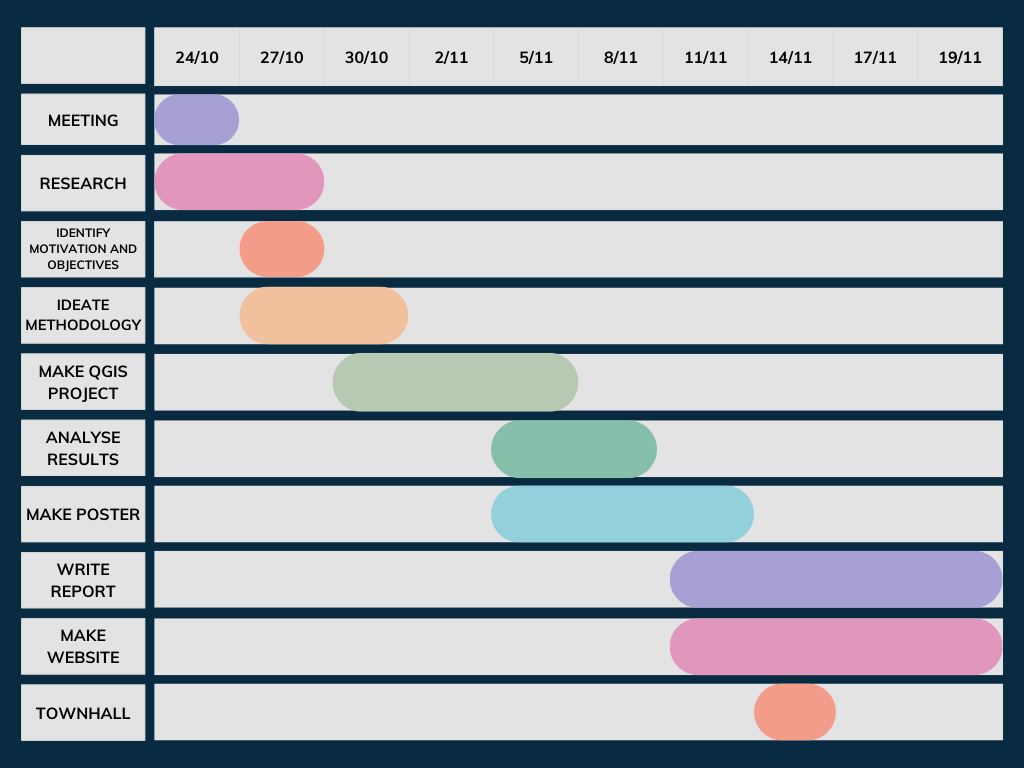 24/10 27/10 30/10 2/11 5/11 8/11 11/11 14/11 17/11 19/11
MEETING
RESEARCH
IDENTIFY
MOTIVATION AND
OBJECTIVES
IDEATE
METHODOLOGY
MAKE QGIS
PROJECT
ANALYSE
RESULTS
MAKE POSTER
WRITE
REPORT
MAKE
WEBSITE
TOWNHALL